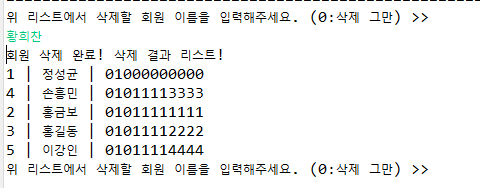 위 리스트에서 삭제할 회원 이름을 입력해주세요. (0:삭제 그만) >>
황희찬
회원 삭제 완료! 삭제 결과 리스트!
1 | 정성균 | 01000000000
4 | 손흥민 | 01011113333
2 | 홍금보 | 01011111111
3 | 홍길동 | 01011112222
5 | 이강인 | 01011114444
위 리스트에서 삭제할 회원 이름을 입력해주세요. (0:삭제 그만) >>